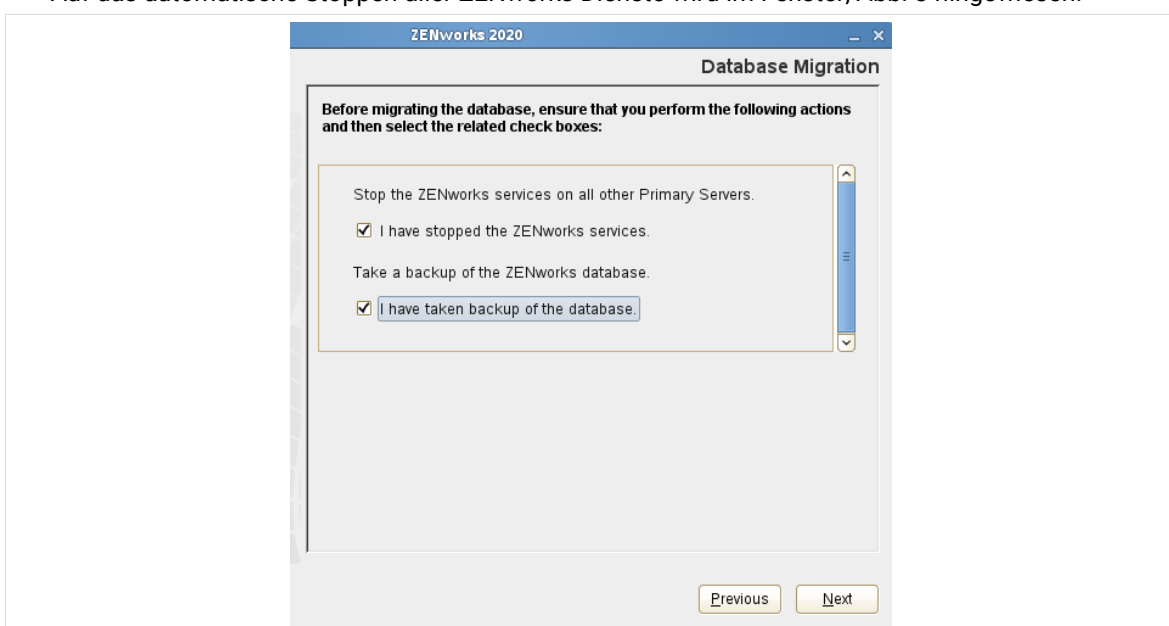 ZENworks 2020
Database Migration
Before migrating the database, ensure that you perform the following actions
and then select the related check boxes:
Stop the ZENworks services on all other Primary Servers.
I have stopped the ZENworks services.
Take a backup of the ZENworks database.
I have taken backup of the database.
Previous Next